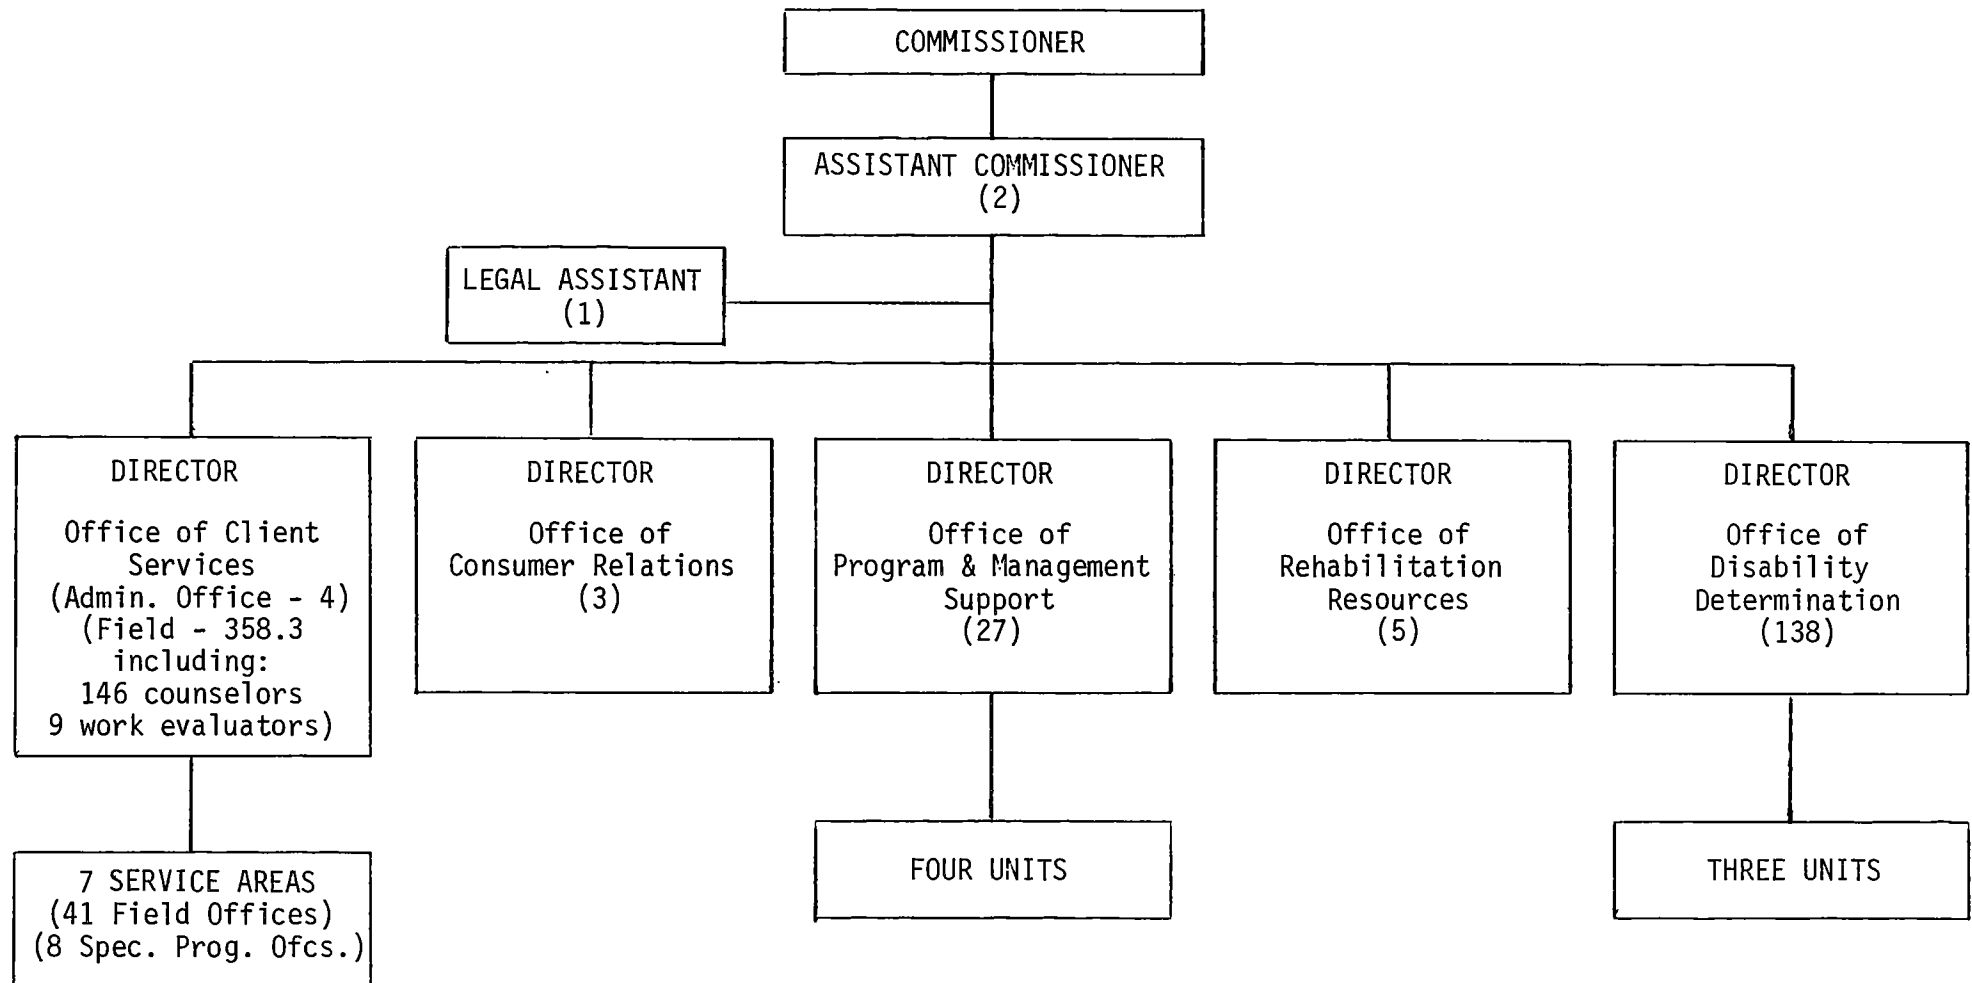 COMMISSIONER
ASSISTANT COMMISSIONER
(2)
LEGAL ASSISTANT
(1)
DIRECTOR
Office of Client
Services
(Admin. Office - 4)
(Field - 358.3
including:
146 counselors
9 work evaluators)
DIRECTOR
Office of
Consumer Relations
(3)
DIRECTOR
Office of
Program & Management
Support
(27)
DIRECTOR
Office of
Rehabilitation
Resources
(5)
DIRECTOR
Office of
Disability
Determination
(138)
7 SERVICE AREAS
(41 Field Offices)
(8 Spec. Prog. Ofcs.)
FOUR UNITS
THREE UNITS